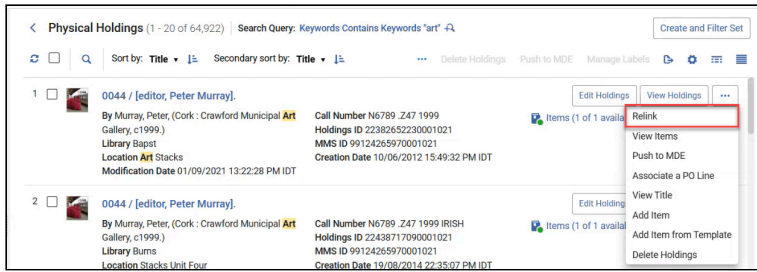 Physical Holdings (1 - 20 of 64,922) Search Query: Keywords Contains Keywords "art" Create and Filter Set
Sort by: Title Secondary sort by: Title ... Delete Holdings Push to MDE Manage Labels
1 0044 / [editor, Peter Murray]. Edit Holdings View Holdings ...
By Murray, Peter, (Cork : Crawford Municipal Art Call Number N6789 .Z47 1999 Items (1 of 1 availa Relink
Gallery, c1999.) Holdings ID 22382652230001021
Library Bapst MMS ID 99124265970001021 View Items
Location Art Stacks Creation Date 10/06/2012 15:49:32 PM IDT Push to MDE
Modification Date 01/09/2021 13:22:28 PM IDT
Associate a PO Line
2 0044 / [editor, Peter Murray]. Edit Holding View Title
By Murray, Peter, (Cork : Crawford Municipal Art Call Number N6789 .Z47 1999 IRISH Items (1 of 1 availa Add Item
Gallery, c1999.) Holdings ID 22438717090001021 Add Item from Template
Library Burns MMS ID 99124265970001021
Location Stacks Unit Four Creation Date 19/08/2014 22:35:07 PM IDT Delete Holdings